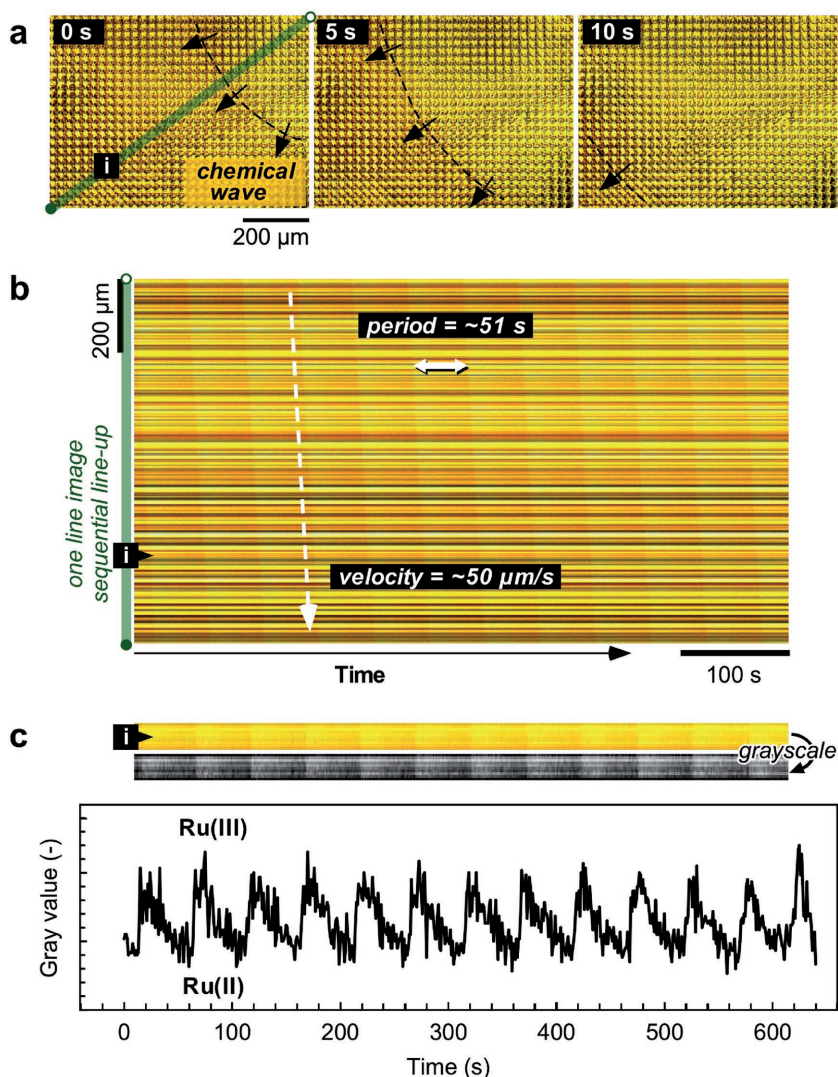 a
0 s
5 s
10 s
i
chemical
wave
200 µm
b
200 µm
period = ~51 s
one line image
sequential line-up
i
velocity = ~50 µm/s
Time
100 s
c
i
grayscale
Ru(III)
Gray value (-)
Ru(II)
0 100 200 300 400 500 600
Time (s)